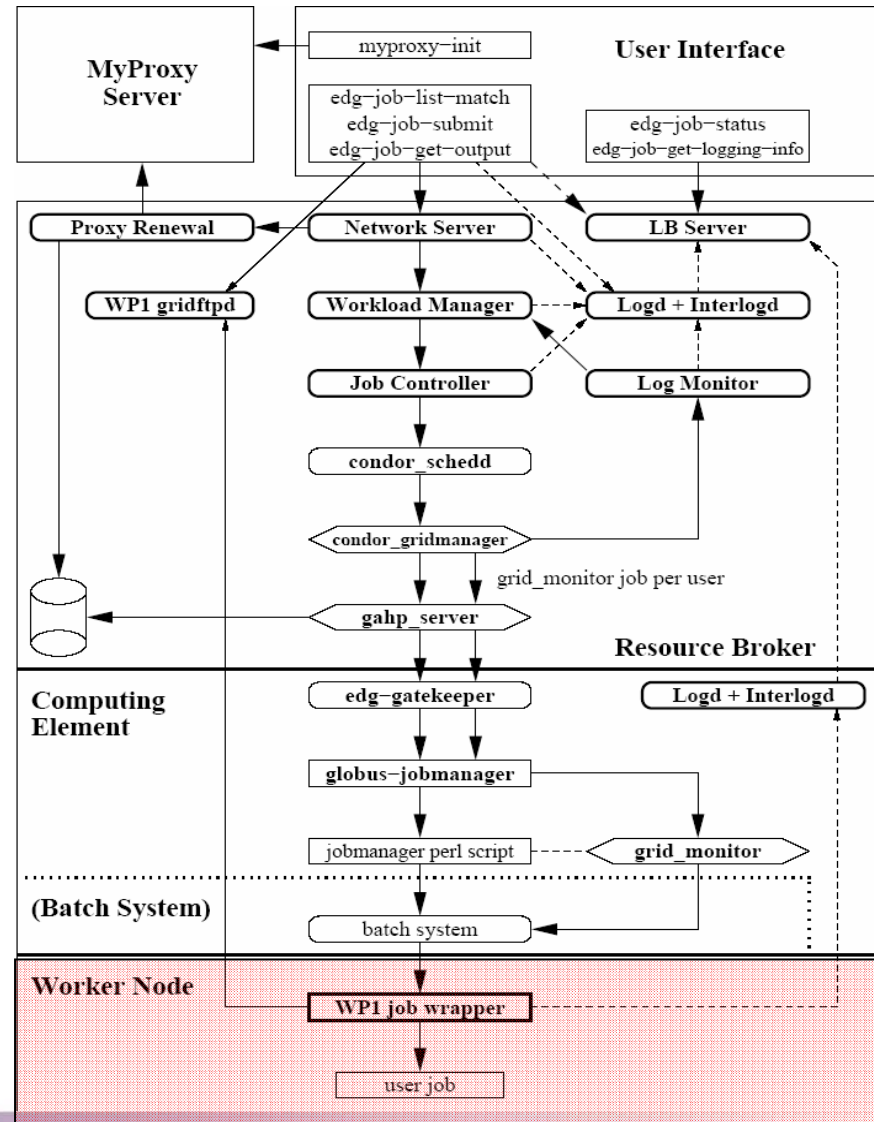 myproxy−init
User Interface
MyProxy
Server
edg−job−list−match
edg−job−submit
edg−job−get−output
edg−job−status
edg−job−get−logging−info
Proxy Renewal
Network Server
LB Server
WP1 gridftpd
Workload Manager
Logd + Interlogd
Job Controller
Log Monitor
condor_schedd
condor_gridmanager
grid_monitor job per user
gahp_server
Resource Broker
Computing
Element
edg−gatekeeper
Logd + Interlogd
globus−jobmanager
jobmanager perl script
grid_monitor
(Batch System)
batch system
Worker Node
WP1 job wrapper
user job